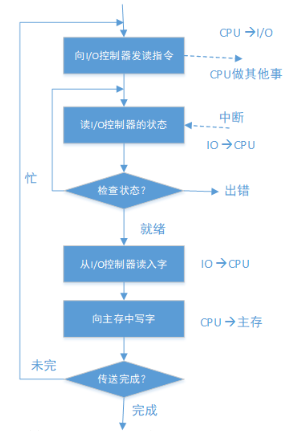 CPU →I/O
向I/O控制器发读指令
CPU做其他事
中断
读I/O控制器的状态
IO →CPU
忙
检查状态?
出错
就绪
从I/O控制器读入字
IO →CPU
向主存中写字
CPU →主存
未完
传送完成?
完成